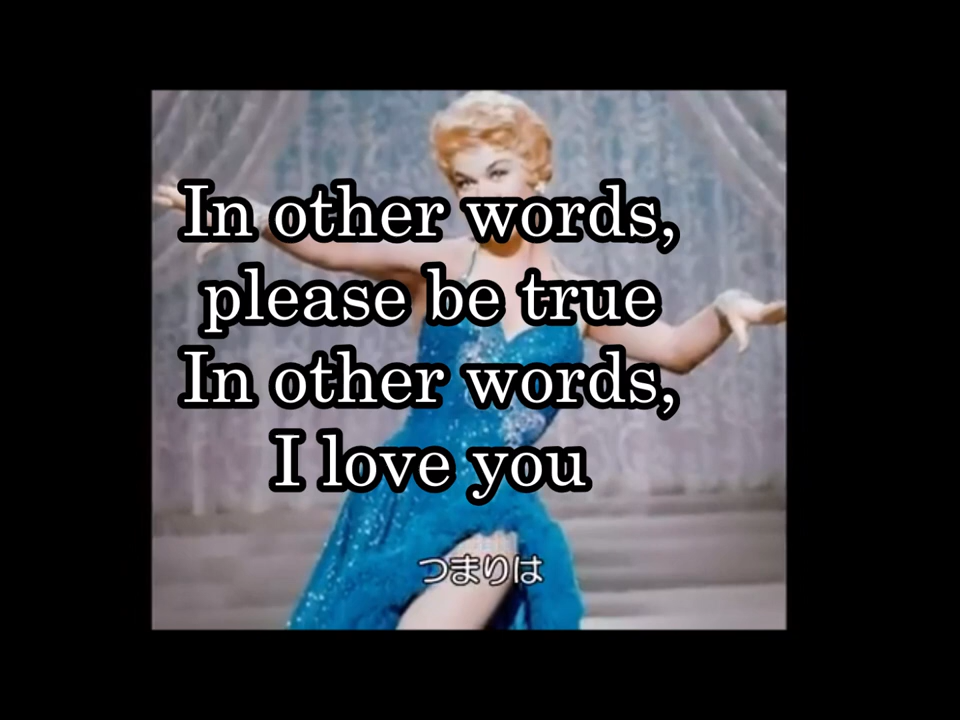 In other words,
please be true
In other words,
I love you
つまりは